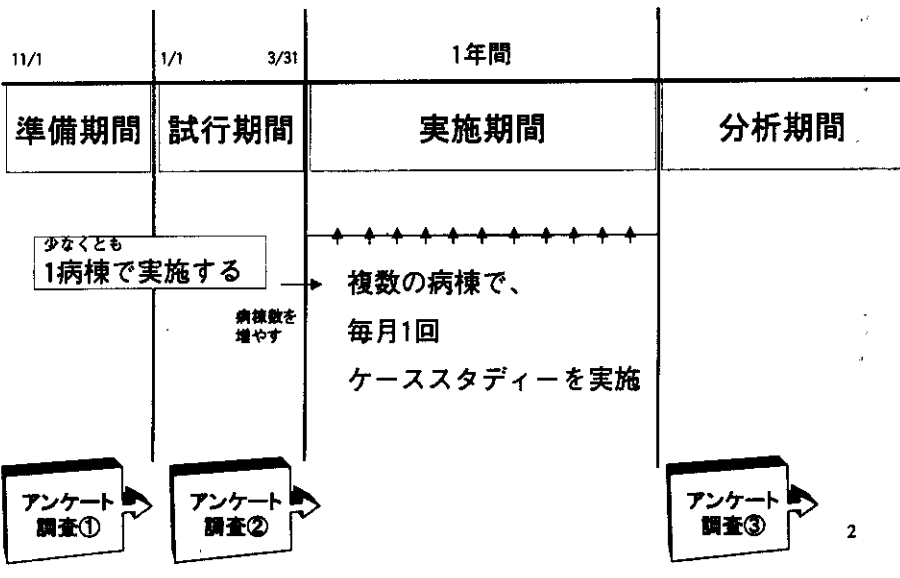 11/1
1/1
3/31
1年間
準備期間
試行期間
実施期間
分析期間
少なくとも
1病棟で実施する
病棟数を
増やす
複数の病棟で、
毎月1回
ケーススタディーを実施
アンケート
調査①
アンケート
調査②
アンケート
調査③
2